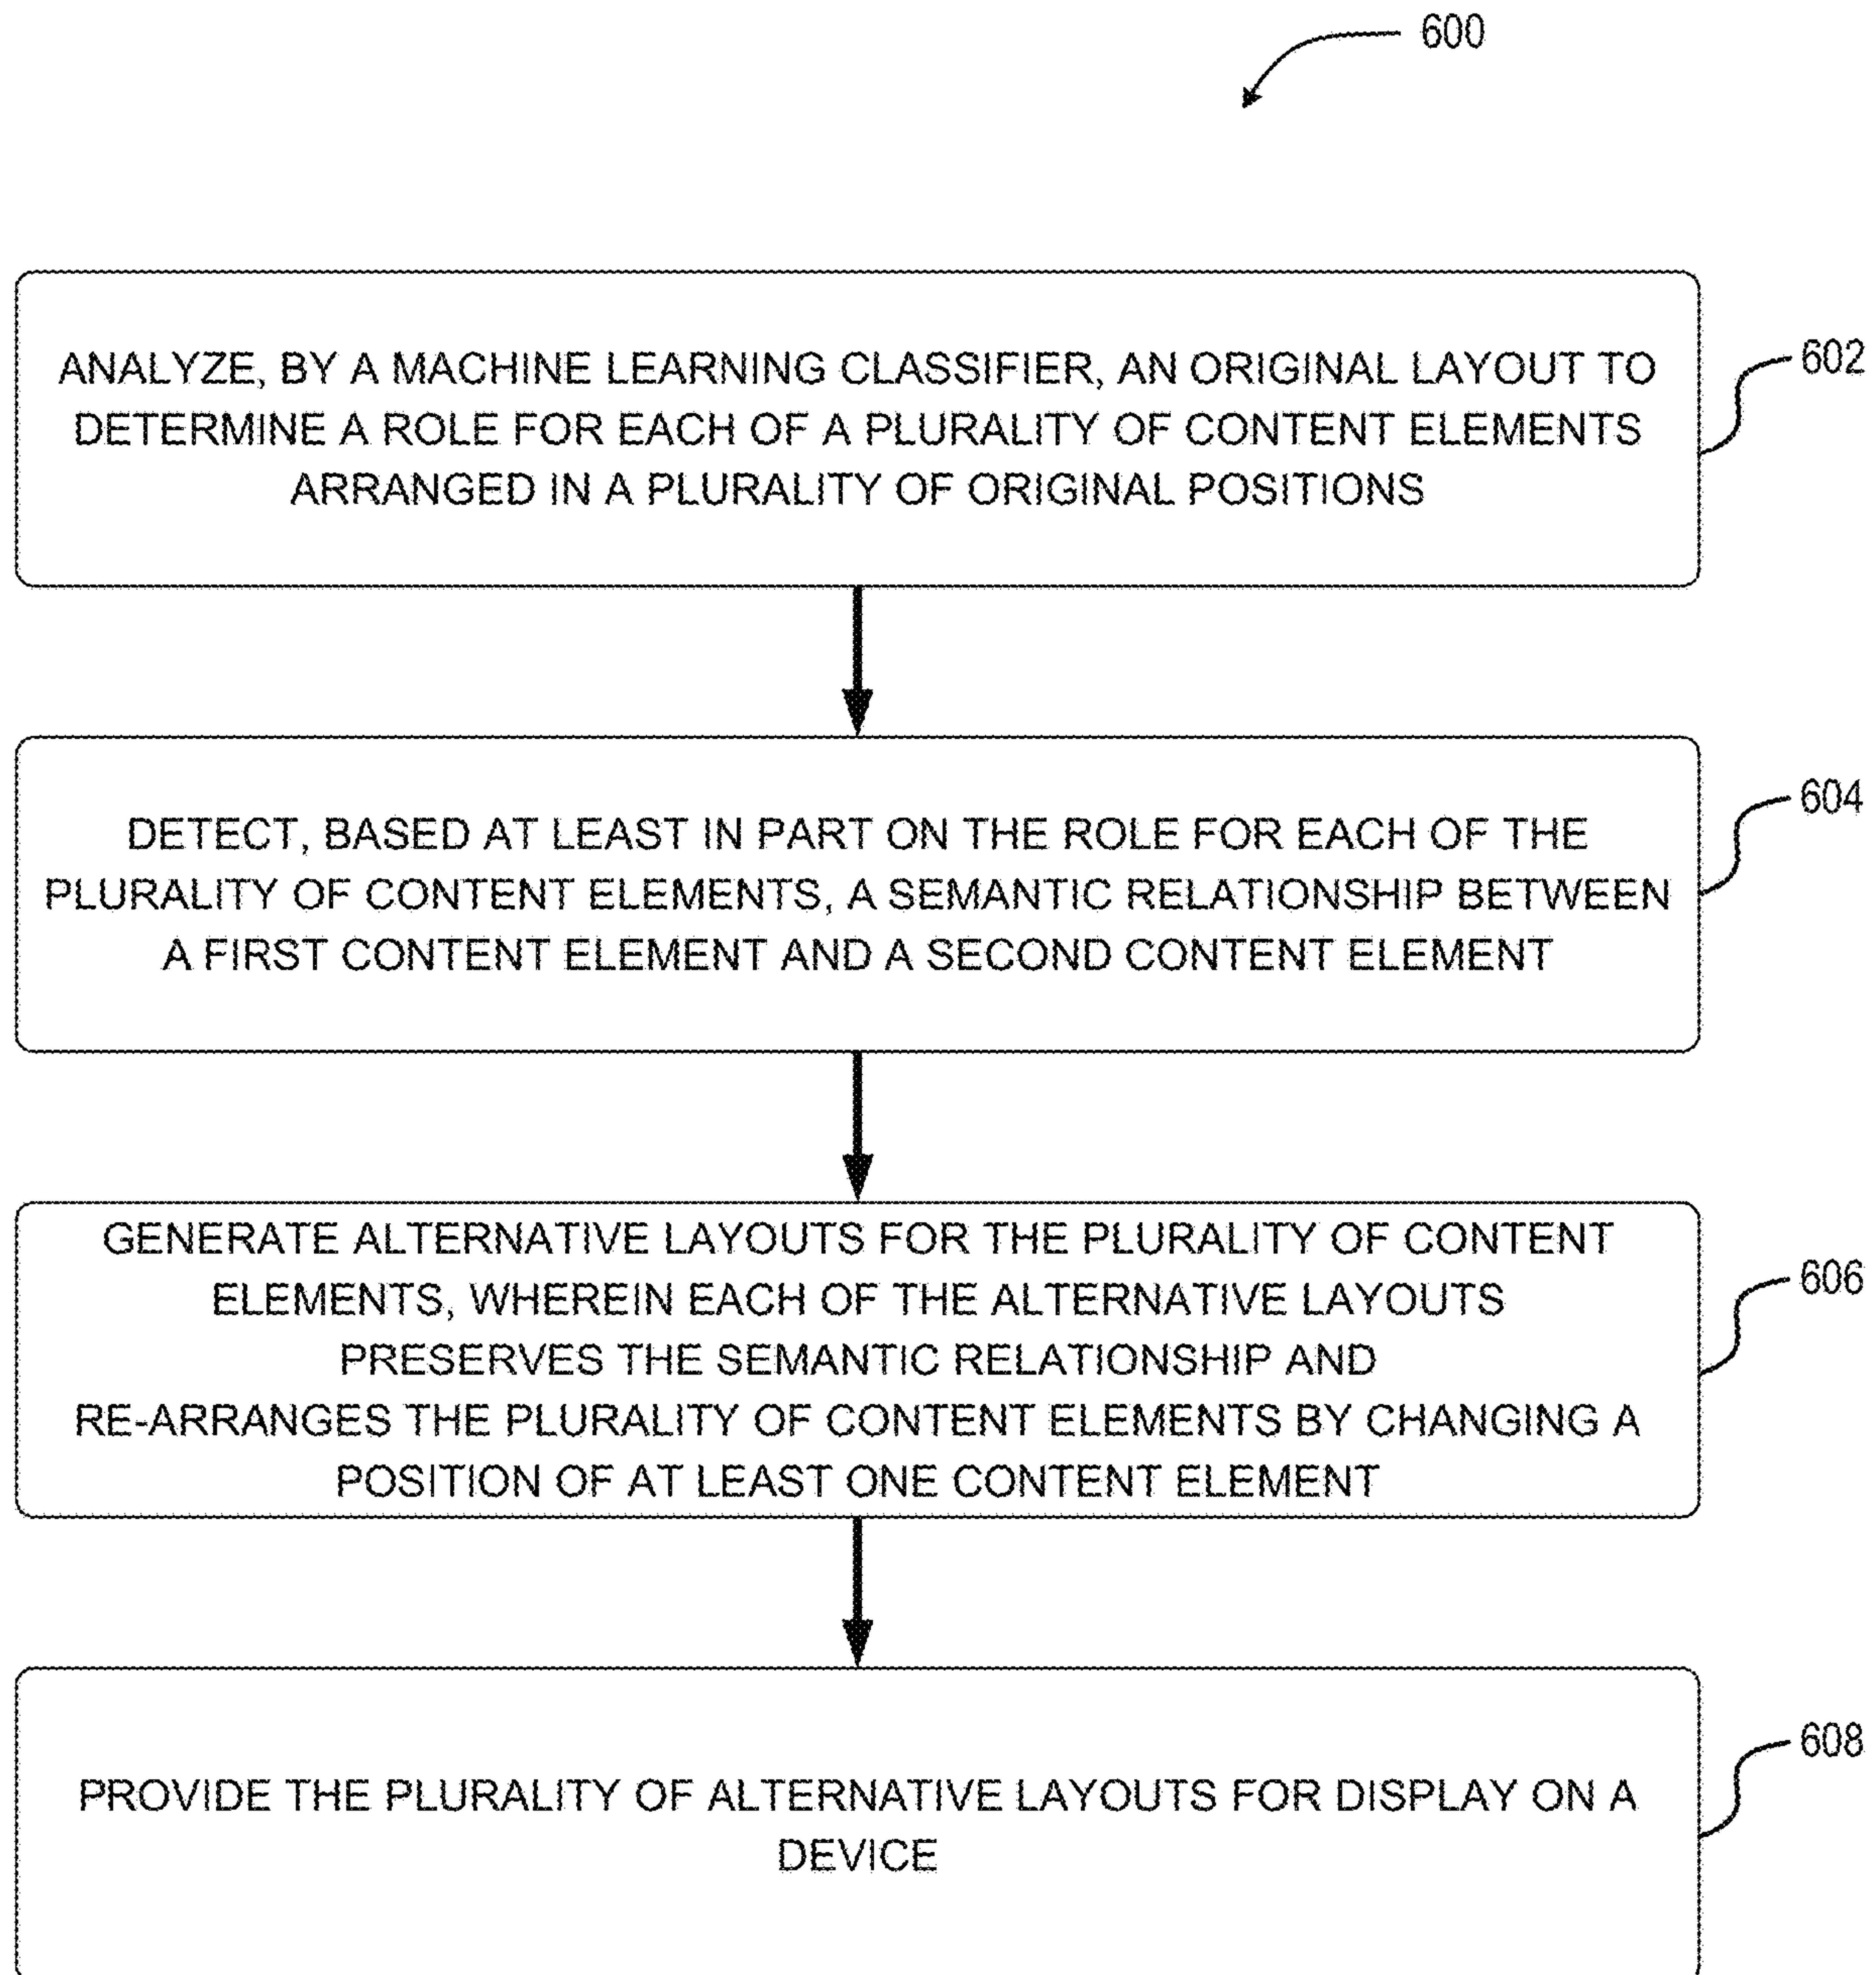 600
ANALYZE, BY A MACHINE LEARNING CLASSIFIER, AN ORIGINAL LAYOUT TO
DETERMINE A ROLE FOR EACH OF A PLURALITY OF CONTENT ELEMENTS
ARRANGED IN A PLURALITY OF ORIGINAL POSITIONS
602
DETECT, BASED AT LEAST IN PART ON THE ROLE FOR EACH OF THE
PLURALITY OF CONTENT ELEMENTS, A SEMANTIC RELATIONSHIP BETWEEN
A FIRST CONTENT ELEMENT AND A SECOND CONTENT ELEMENT
604
GENERATE ALTERNATIVE LAYOUTS FOR THE PLURALITY OF CONTENT
ELEMENTS, WHEREIN EACH OF THE ALTERNATIVE LAYOUTS
PRESERVES THE SEMANTIC RELATIONSHIP AND
RE-ARRANGES THE PLURALITY OF CONTENT ELEMENTS BY CHANGING A
POSITION OF AT LEAST ONE CONTENT ELEMENT
606
PROVIDE THE PLURALITY OF ALTERNATIVE LAYOUTS FOR DISPLAY ON A
DEVICE
608